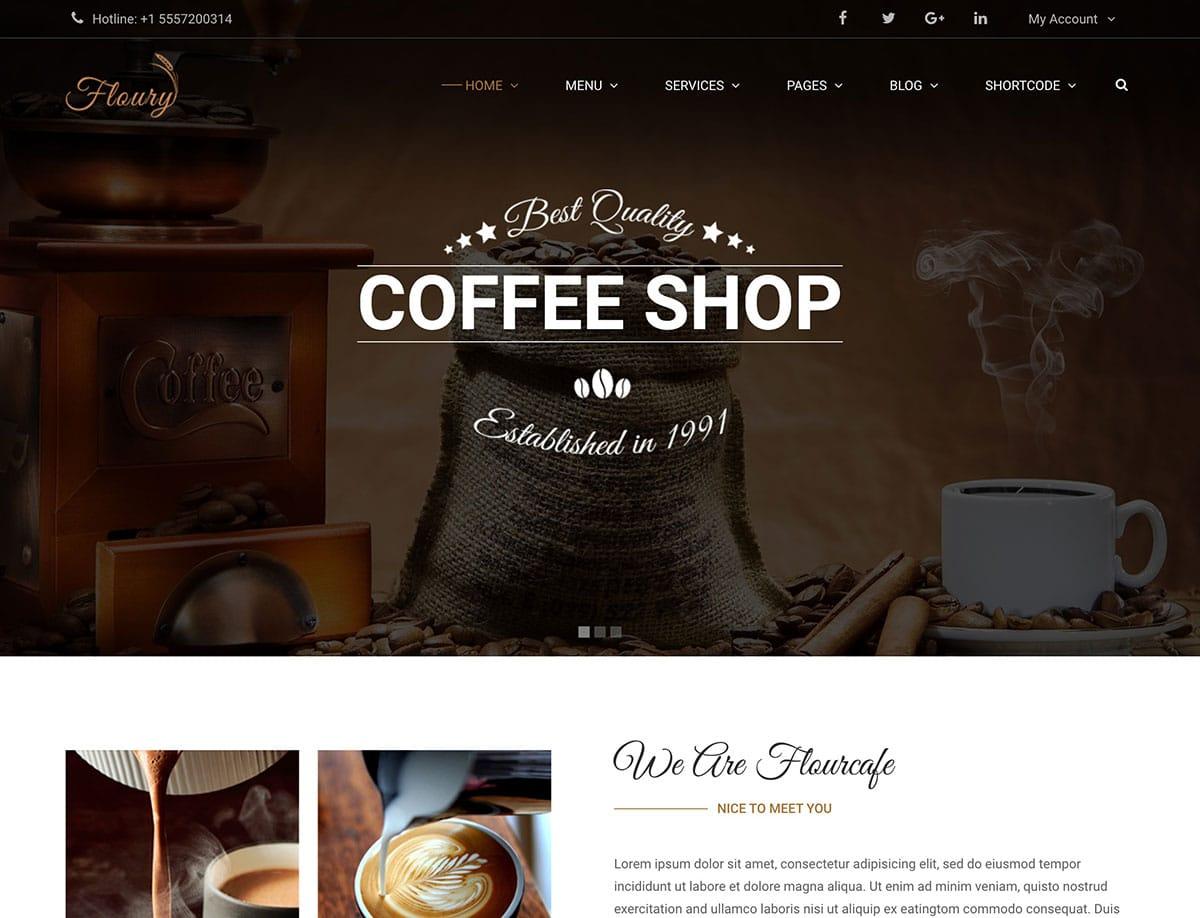 Hotline: +1 5557200314
My Account
Floury
HOME
MENU
SERVICES
PAGES
BLOG
SHORTCODE
Best Quality
COFFEE SHOP
Coffee
Established in 1991
We Are Flourcafe
NICE TO MEET YOU
Lorem ipsum dolor sit amet, consectetur adipisicing elit, sed do eiusmod tempor
incididunt ut labore et dolore magna aliqua. Ut enim ad minim veniam, quisto nostrud
exercitation and ullamco laboris nisi ut aliquip ex eatingtom commodo consequat. Duis